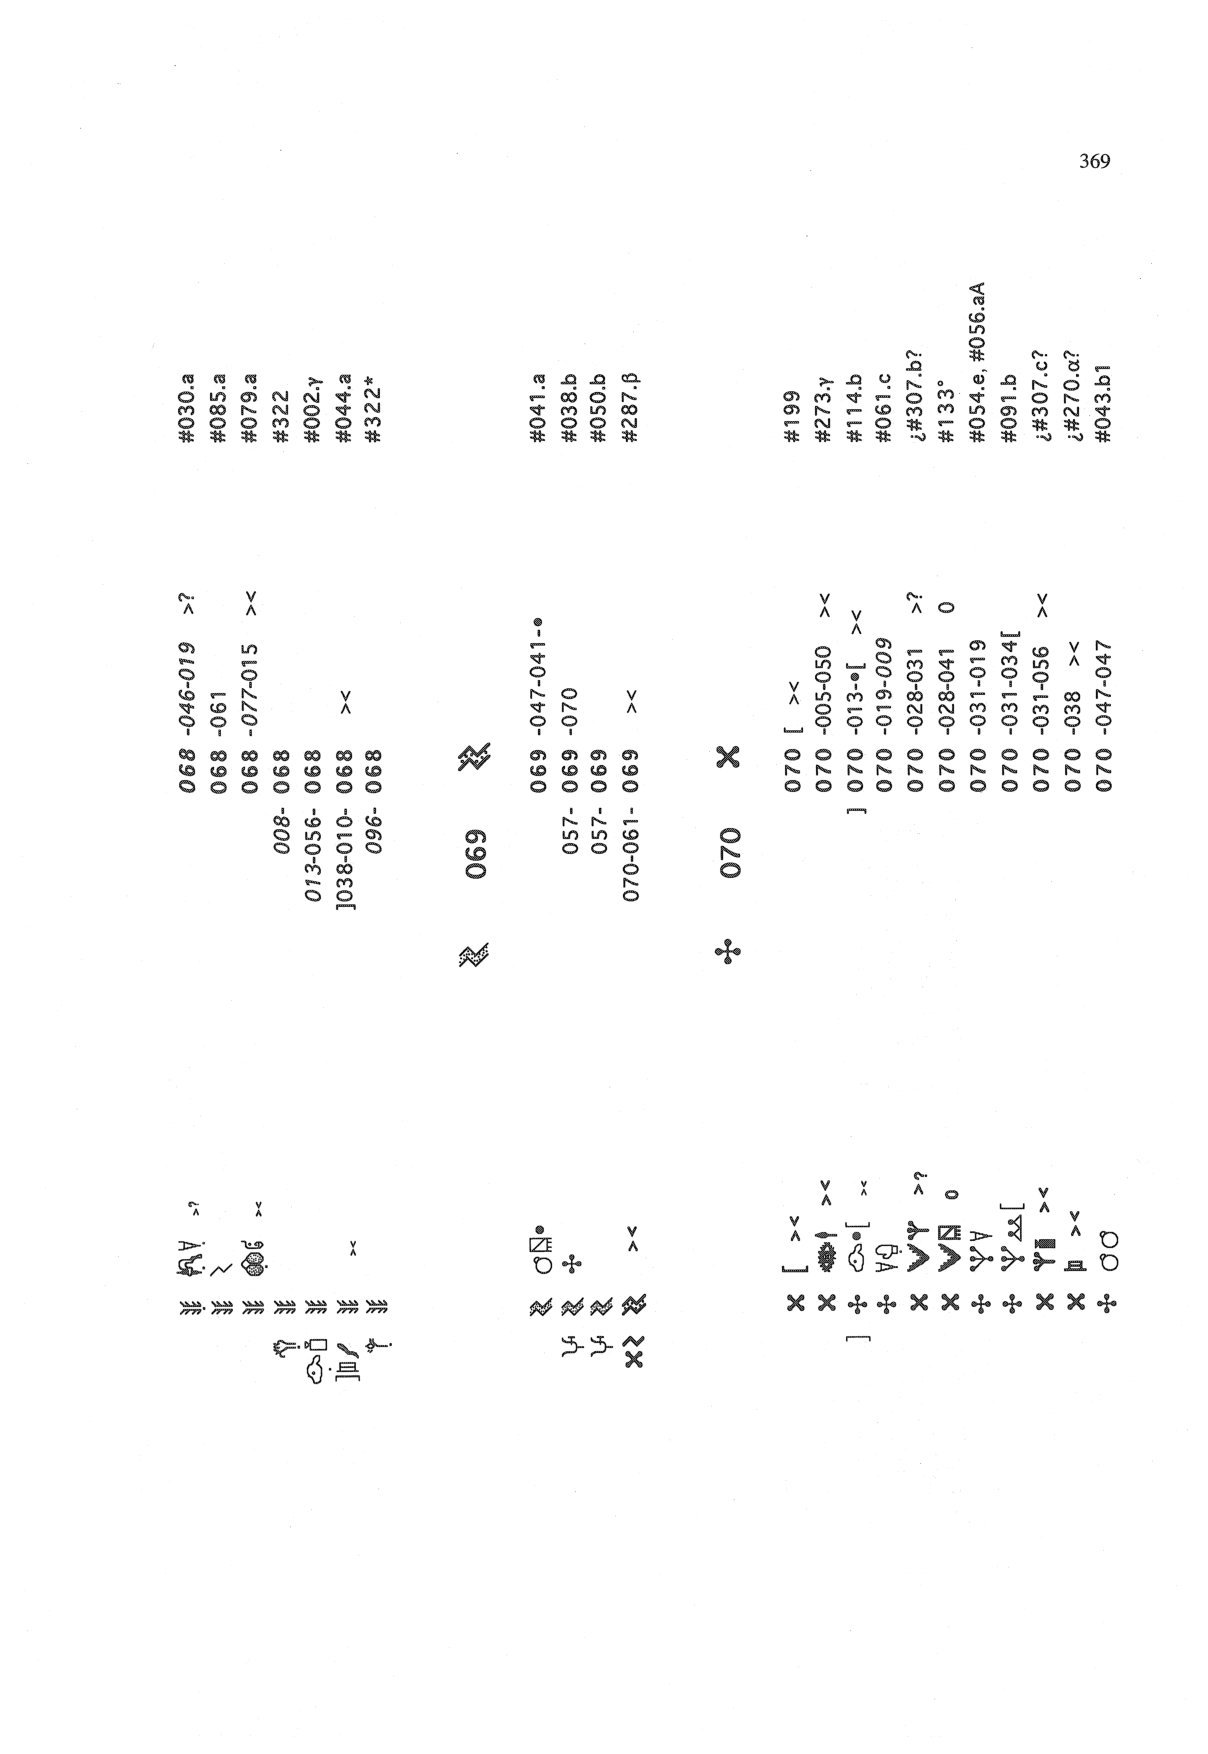 369
068 -046-019 >? #030.a
068 -061 #085.a
068 -077-015 >< #079.a
008- 068 #322
013-056- 068 #002.γ
]038-010- 068 >< #044.a
096- 068 #322*
069
069 -047-041-• #041.a
057- 069 -070 #038.b
057- 069 #050.b
070-061- 069 >< #287.β
070
070 [ >< #199
070 -005-050 >< #273.γ
] 070 -013-•[ >< #114.b
070 -019-009 #061.c
070 -028-031 >? ¿#307.b?
070 -028-041 0 #133°
070 -031-019 #054.e, #056.aA
070 -031-034[ #091.b
070 -031-056 >< ¿#307.c?
070 -038 >< ¿#270.α?
070 -047-047 #043.b1